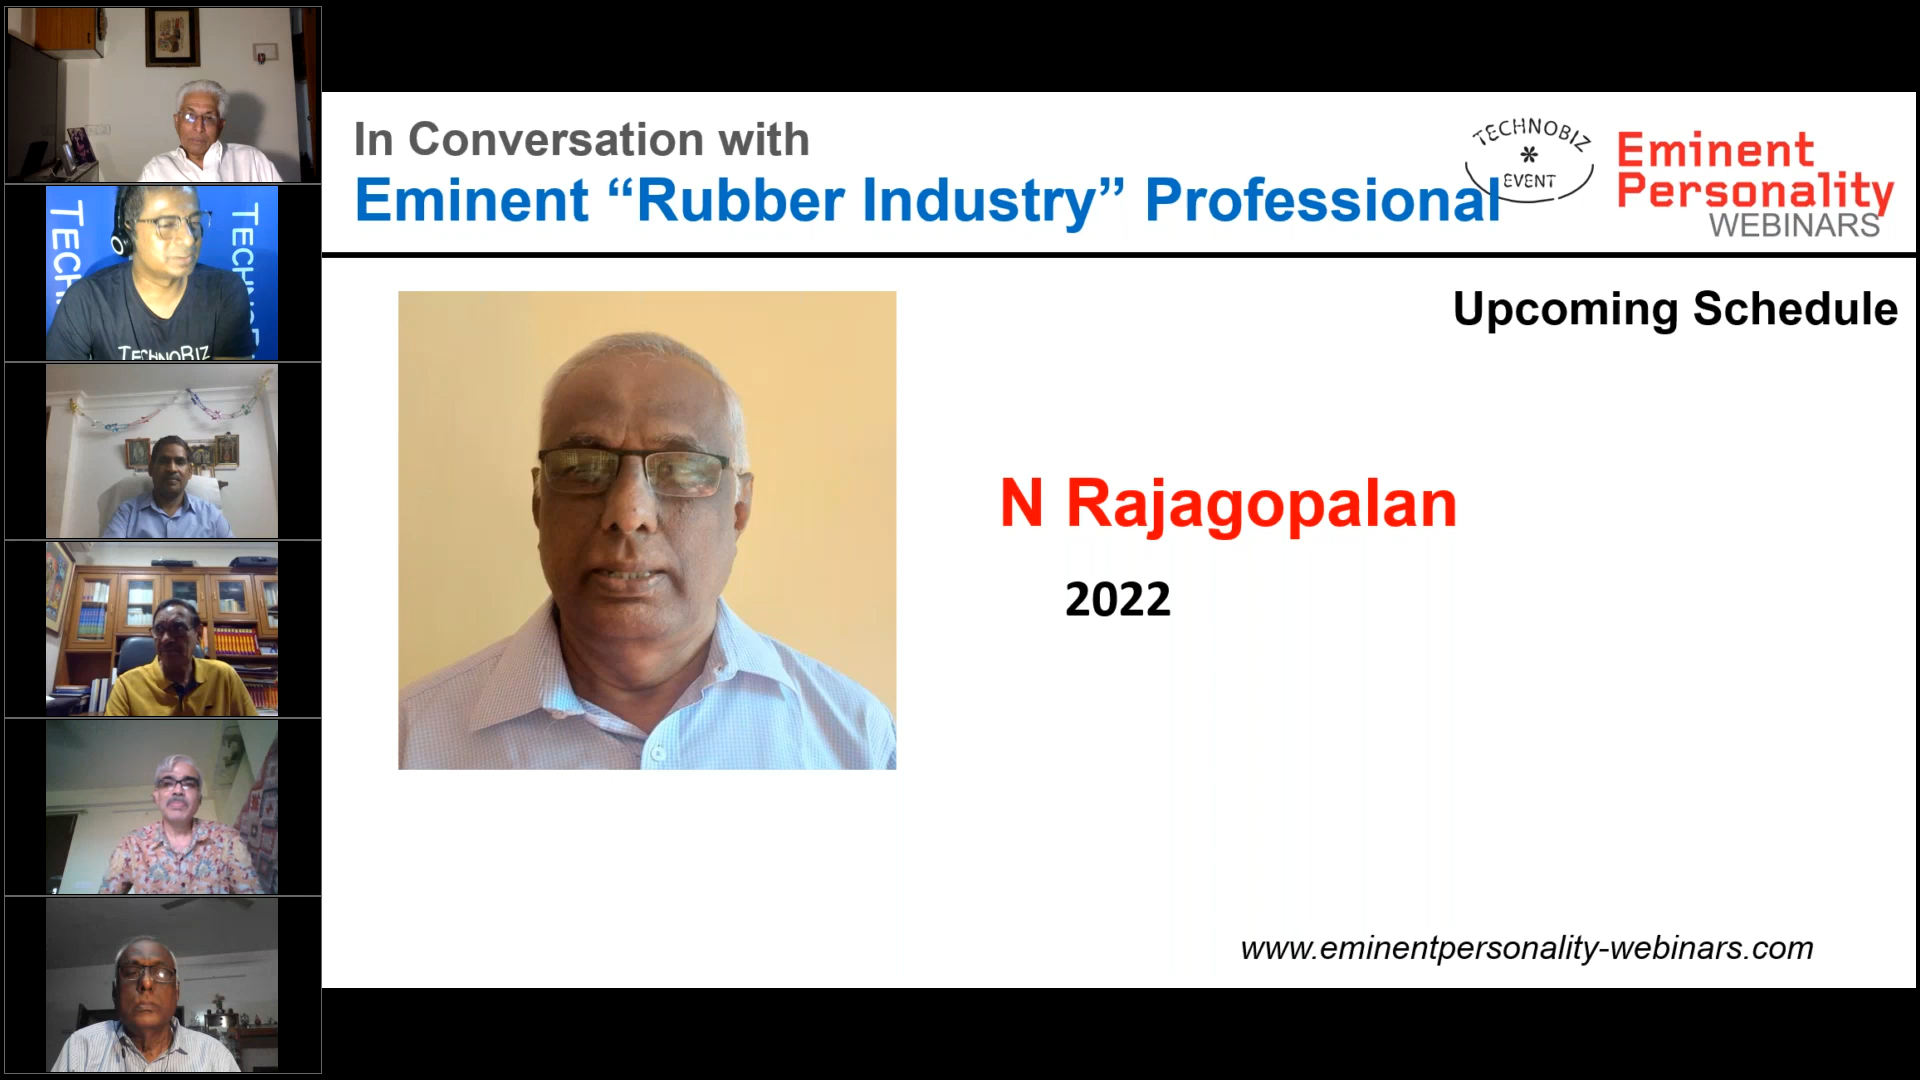 In Conversation with
Eminent “Rubber Industry” Professional
TECHNOBIZ
*
EVENT
Eminent
Personality
WEBINARS
Upcoming Schedule
N Rajagopalan
2022
www.eminentpersonality-webinars.com
TECHNOBIZ